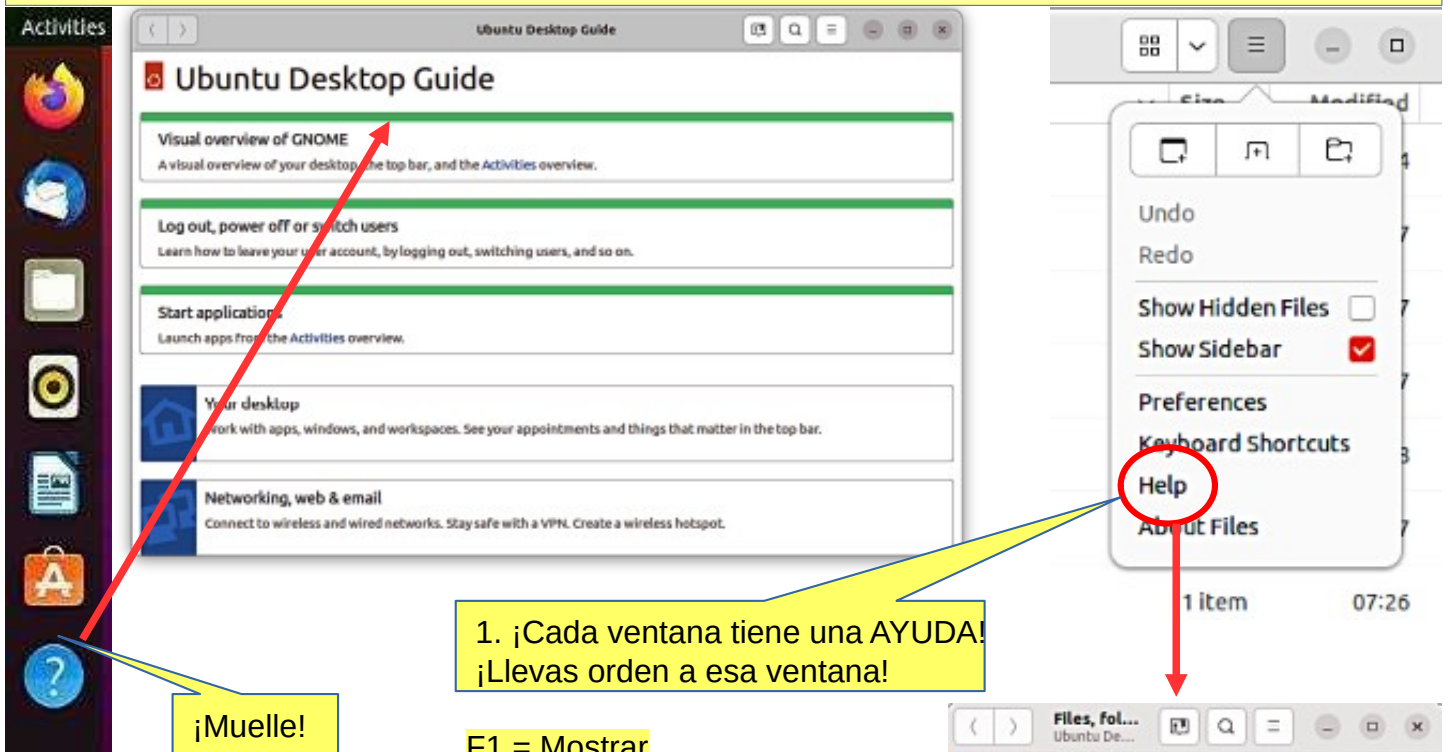 Activities
Ubuntu Desktop Guide
Ubuntu Desktop Guide
Visual overview of GNOME
A visual overview of your desktop, the top bar, and the Activities overview.
Log out, power off or switch users
Learn how to leave your user account, by logging out, switching users, and so on.
Start applications
Launch apps from the Activities overview.
Your desktop
Work with apps, windows, and workspaces. See your appointments and things that matter in the top bar.
Networking, web & email
Connect to wireless and wired networks. Stay safe with a VPN. Create a wireless hotspot.
Size Modified
Undo
Redo
Show Hidden Files
Show Sidebar
Preferences
Keyboard Shortcuts
Help
About Files
1 item 07:26
1. ¡Cada ventana tiene una AYUDA!
¡Llevas orden a esa ventana!
¡Muelle!
F1 = Mostrar
Files, fol...
Ubuntu De...